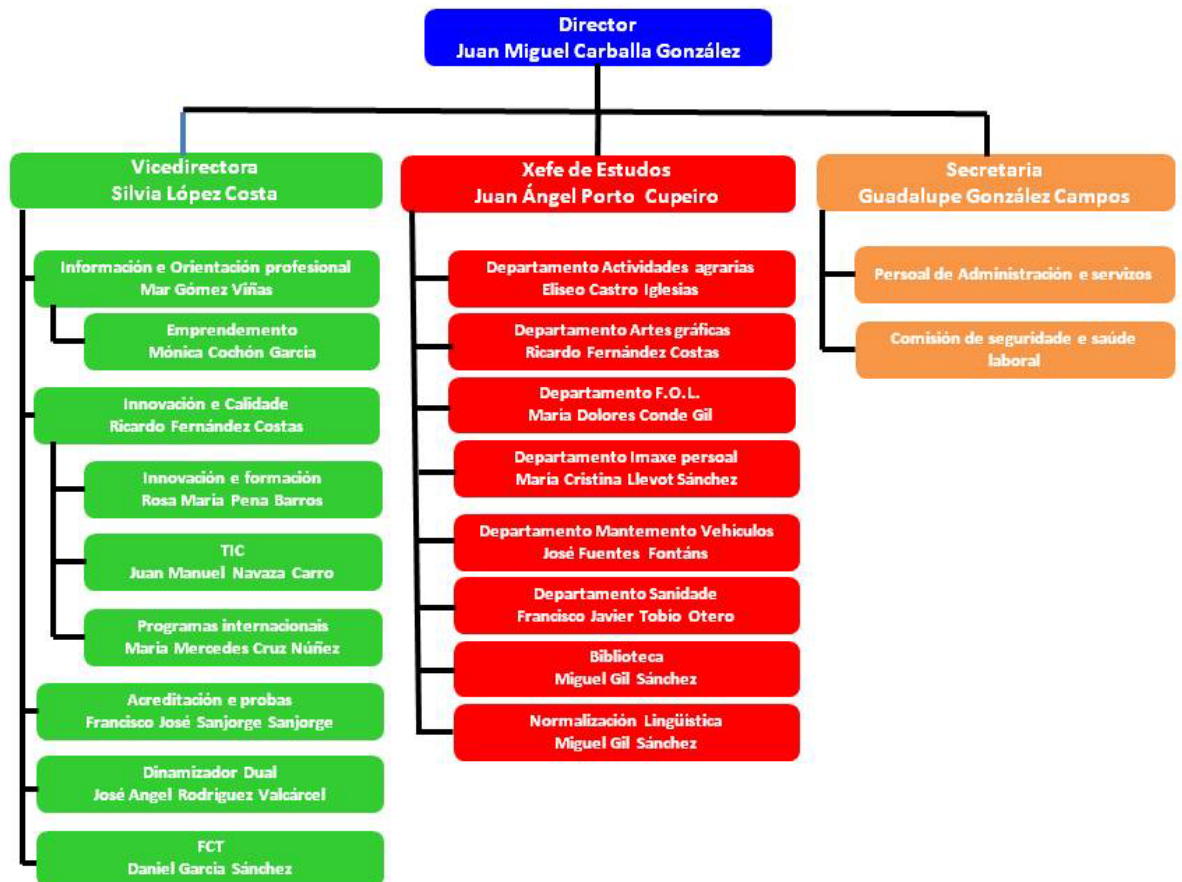 Director
Juan Miguel Carballa González
Vicedirectora
Silvia López Costa
Información e Orientación profesional
Mar Gómez Viñas
Emprendemento
Mónica Cochón García
Innovación e Calidade
Ricardo Fernández Costas
Innovación e formación
Rosa María Pena Barros
TIC
Juan Manuel Navaza Carro
Programas internacionais
María Mercedes Cruz Núñez
Acreditación e probas
Francisco José Sanjorge Sanjorge
Dinamizador Dual
José Angel Rodríguez Valcárcel
FCT
Daniel García Sánchez
Xefe de Estudos
Juan Ángel Porto Cupeiro
Departamento Actividades agrarias
Eliseo Castro Iglesias
Departamento Artes gráficas
Ricardo Fernández Costas
Departamento F.O.L.
María Dolores Conde Gil
Departamento Imaxe persoal
María Cristina Llevot Sánchez
Departamento Mantemento Vehículos
José Fuentes Fontáns
Departamento Sanidade
Francisco Javier Tobío Otero
Biblioteca
Miguel Gil Sánchez
Normalización Lingüística
Miguel Gil Sánchez
Secretaria
Guadalupe González Campos
Persoal de Administración e servizos
Comisión de seguridade e saúde
laboral